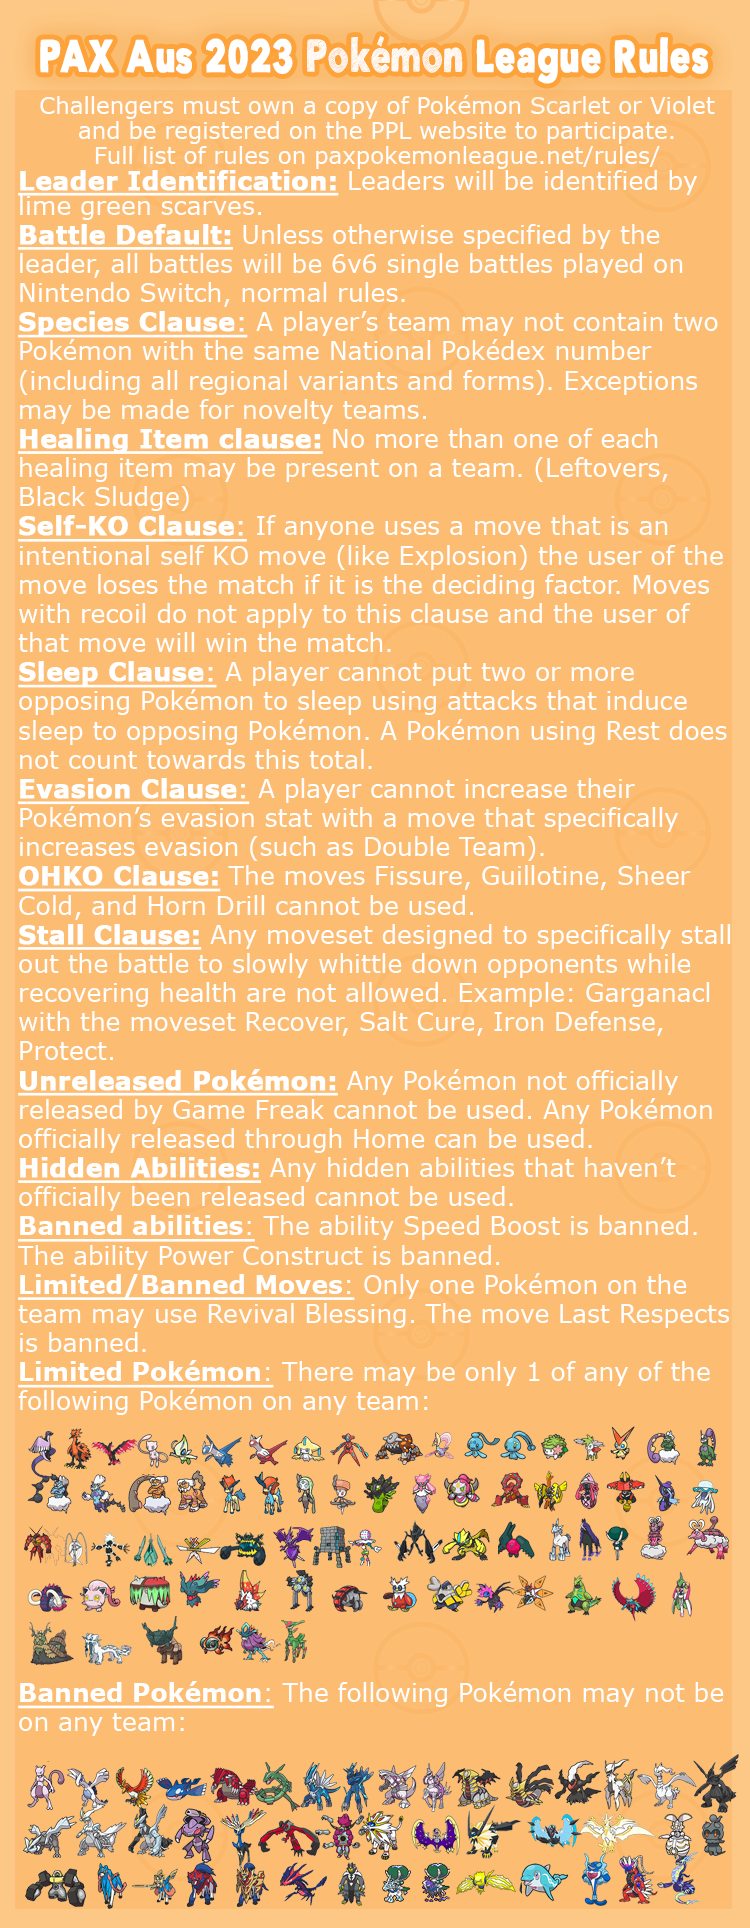 PAX Aus 2023 Pokémon League Rules
Challengers must own a copy of Pokémon Scarlet or Violet
and be registered on the PPL website to participate.
Full list of rules on paxpokemonleague.net/rules/
Leader Identification: Leaders will be identified by
lime green scarves.
Battle Default: Unless otherwise specified by the
leader, all battles will be 6v6 single battles played on
Nintendo Switch, normal rules.
Species Clause: A player’s team may not contain two
Pokémon with the same National Pokédex number
(including all regional variants and forms). Exceptions
may be made for novelty teams.
Healing Item clause: No more than one of each
healing item may be present on a team. (Leftovers,
Black Sludge)
Self-KO Clause: If anyone uses a move that is an
intentional self KO move (like Explosion) the user of the
move loses the match if it is the deciding factor. Moves
with recoil do not apply to this clause and the user of
that move will win the match.
Sleep Clause: A player cannot put two or more
opposing Pokémon to sleep using attacks that induce
sleep to opposing Pokémon. A Pokémon using Rest does
not count towards this total.
Evasion Clause: A player cannot increase their
Pokémon’s evasion stat with a move that specifically
increases evasion (such as Double Team).
OHKO Clause: The moves Fissure, Guillotine, Sheer
Cold, and Horn Drill cannot be used.
Stall Clause: Any moveset designed to specifically stall
out the battle to slowly whittle down opponents while
recovering health are not allowed. Example: Garganacl
with the moveset Recover, Salt Cure, Iron Defense,
Protect.
Unreleased Pokémon: Any Pokémon not officially
released by Game Freak cannot be used. Any Pokémon
officially released through Home can be used.
Hidden Abilities: Any hidden abilities that haven’t
officially been released cannot be used.
Banned abilities: The ability Speed Boost is banned.
The ability Power Construct is banned.
Limited/Banned Moves: Only one Pokémon on the
team may use Revival Blessing. The move Last Respects
is banned.
Limited Pokémon: There may be only 1 of any of the
following Pokémon on any team:
Banned Pokémon: The following Pokémon may not be
on any team: